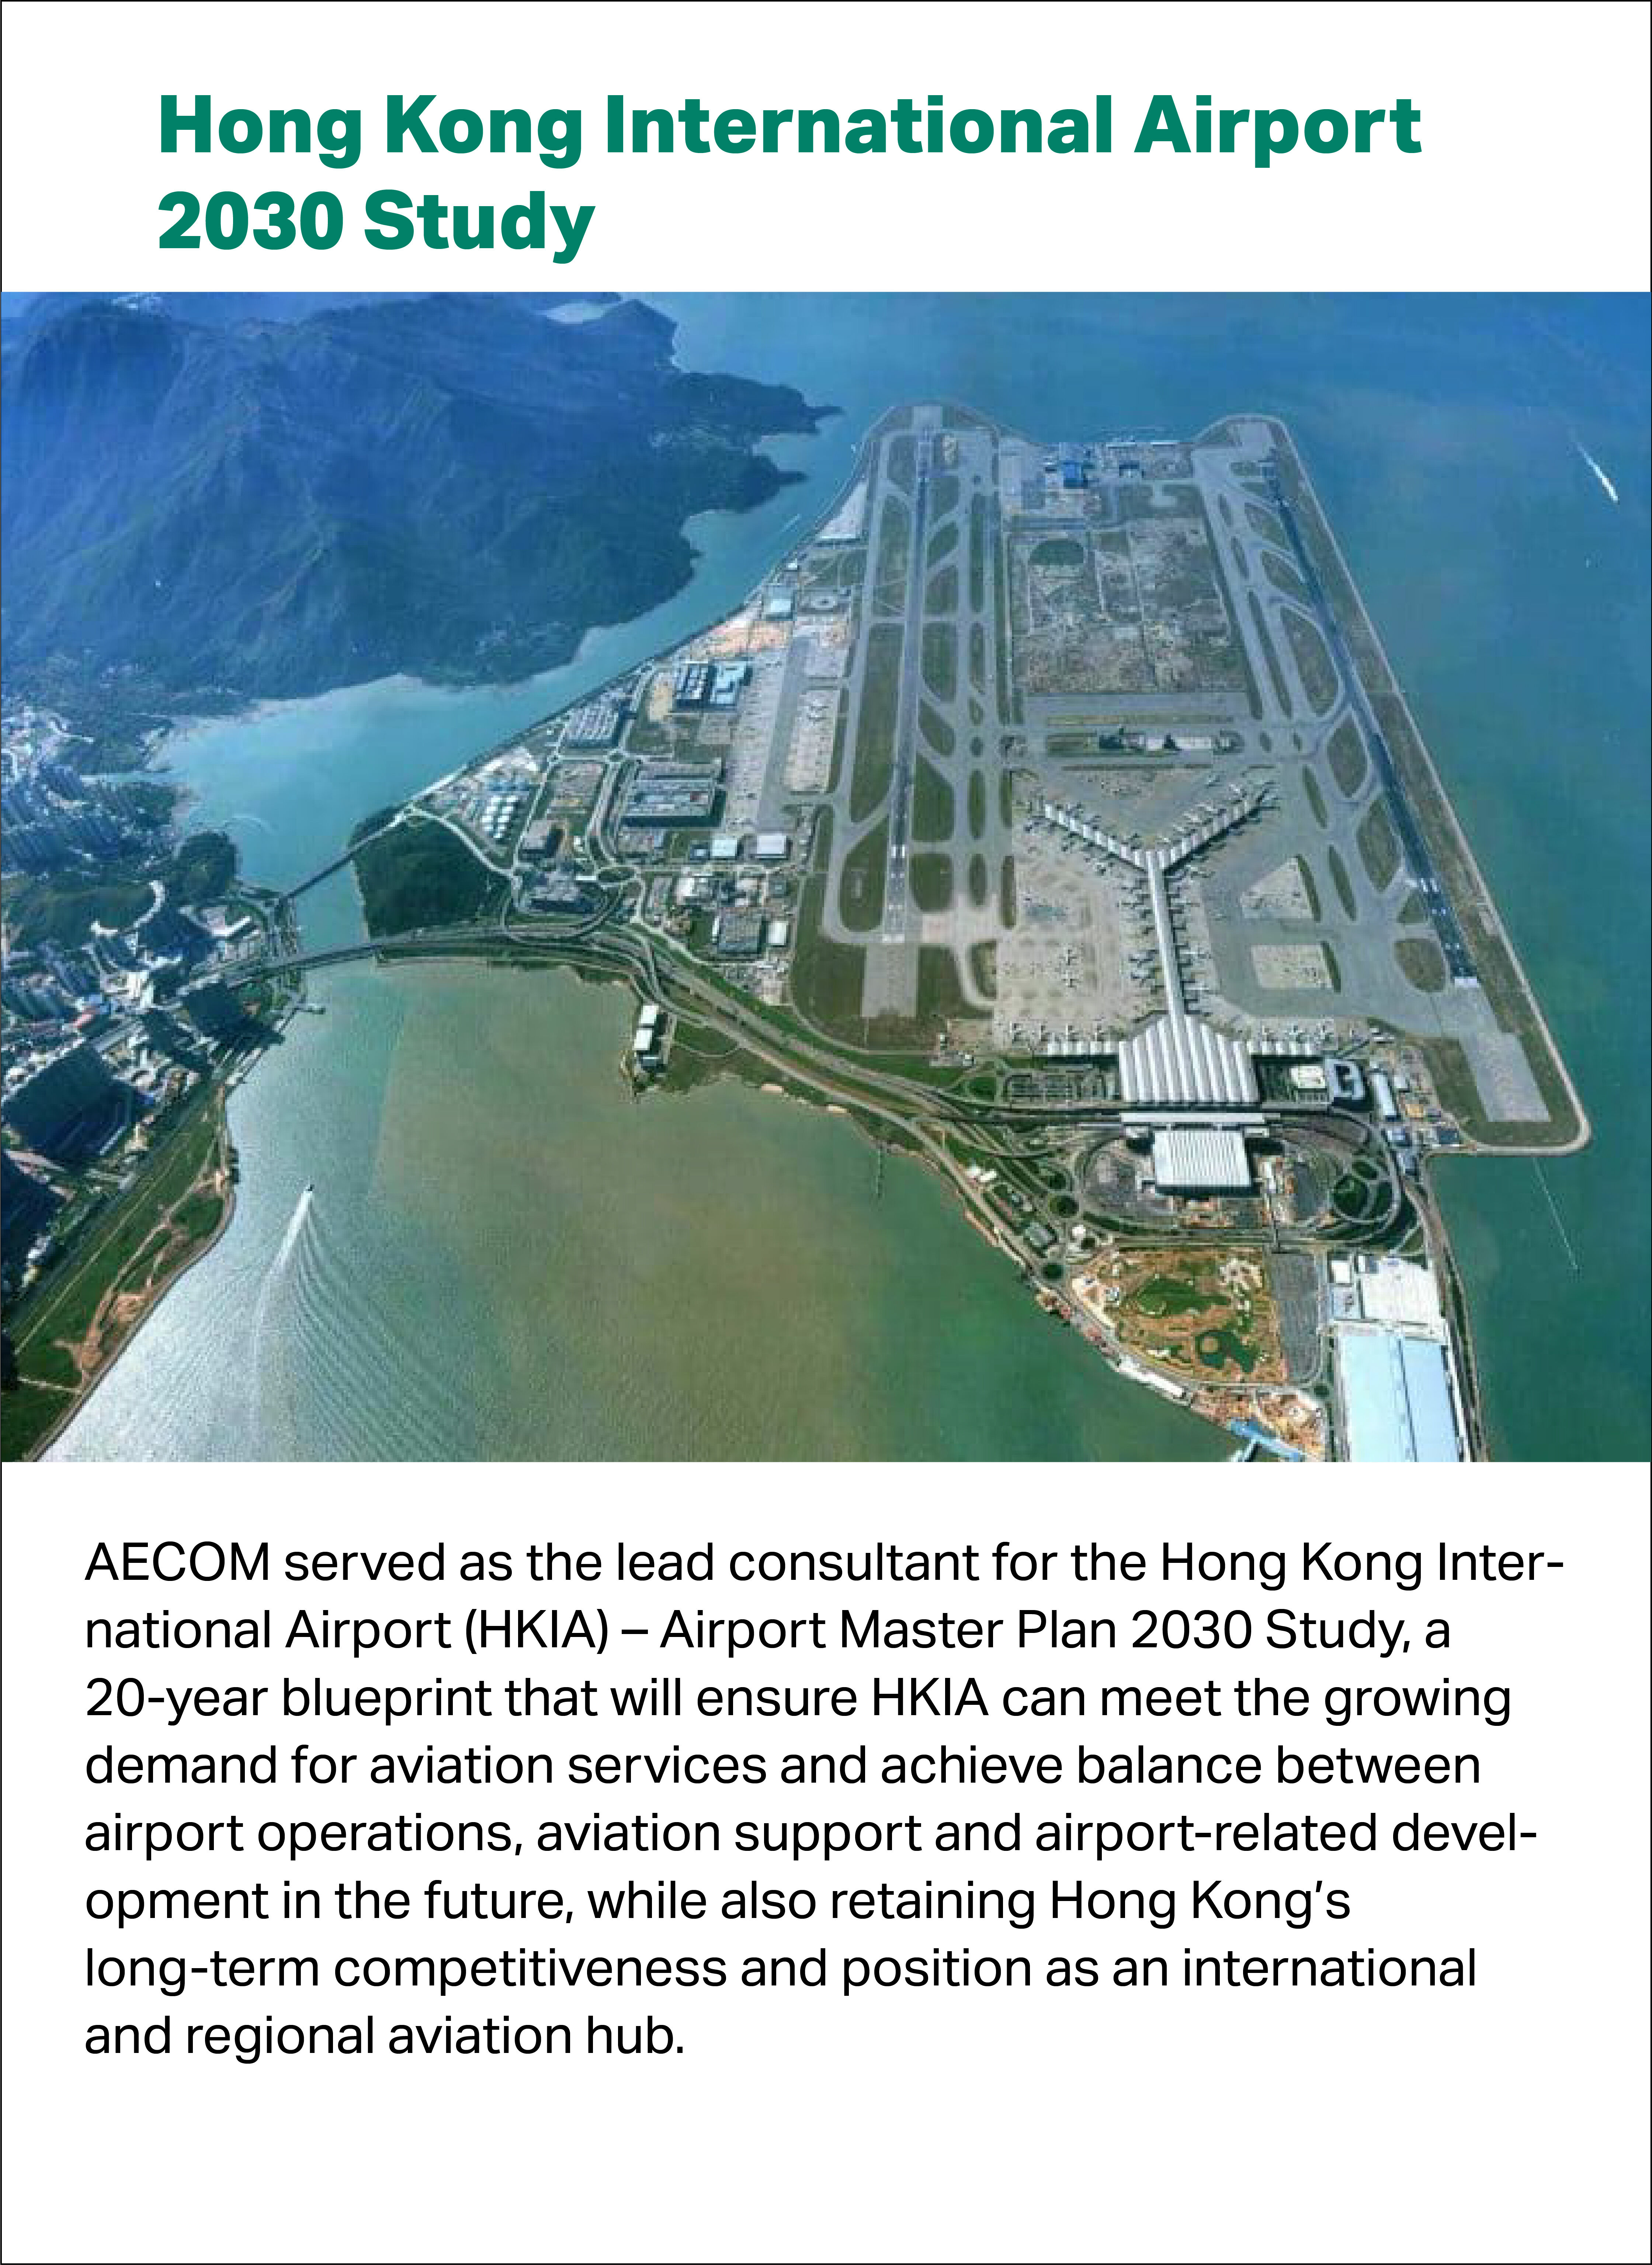 Hong Kong International Airport
2030 Study
AECOM served as the lead consultant for the Hong Kong Inter-
national Airport (HKIA) – Airport Master Plan 2030 Study, a
20-year blueprint that will ensure HKIA can meet the growing
demand for aviation services and achieve balance between
airport operations, aviation support and airport-related devel-
opment in the future, while also retaining Hong Kong’s
long-term competitiveness and position as an international
and regional aviation hub.